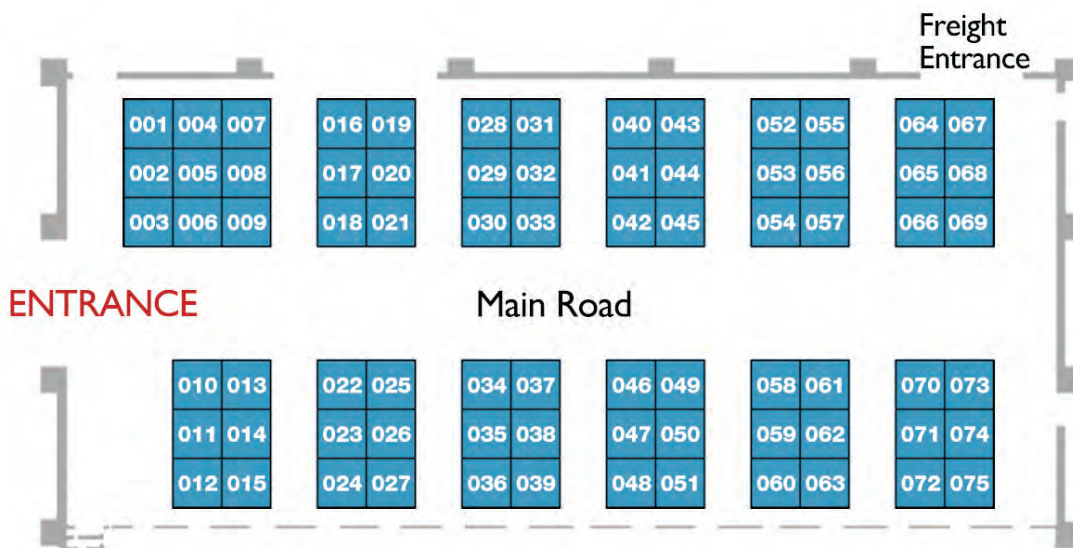 Freight
Entrance
001 004 007 016 019 028 031 040 043 052 055 064 067
002 005 008 017 020 029 032 041 044 053 056 065 068
003 006 009 018 021 030 033 042 045 054 057 066 069
ENTRANCE Main Road
010 013 022 025 034 037 046 049 058 061 070 073
011 014 023 026 035 038 047 050 059 062 071 074
012 015 024 027 036 039 048 051 060 063 072 075